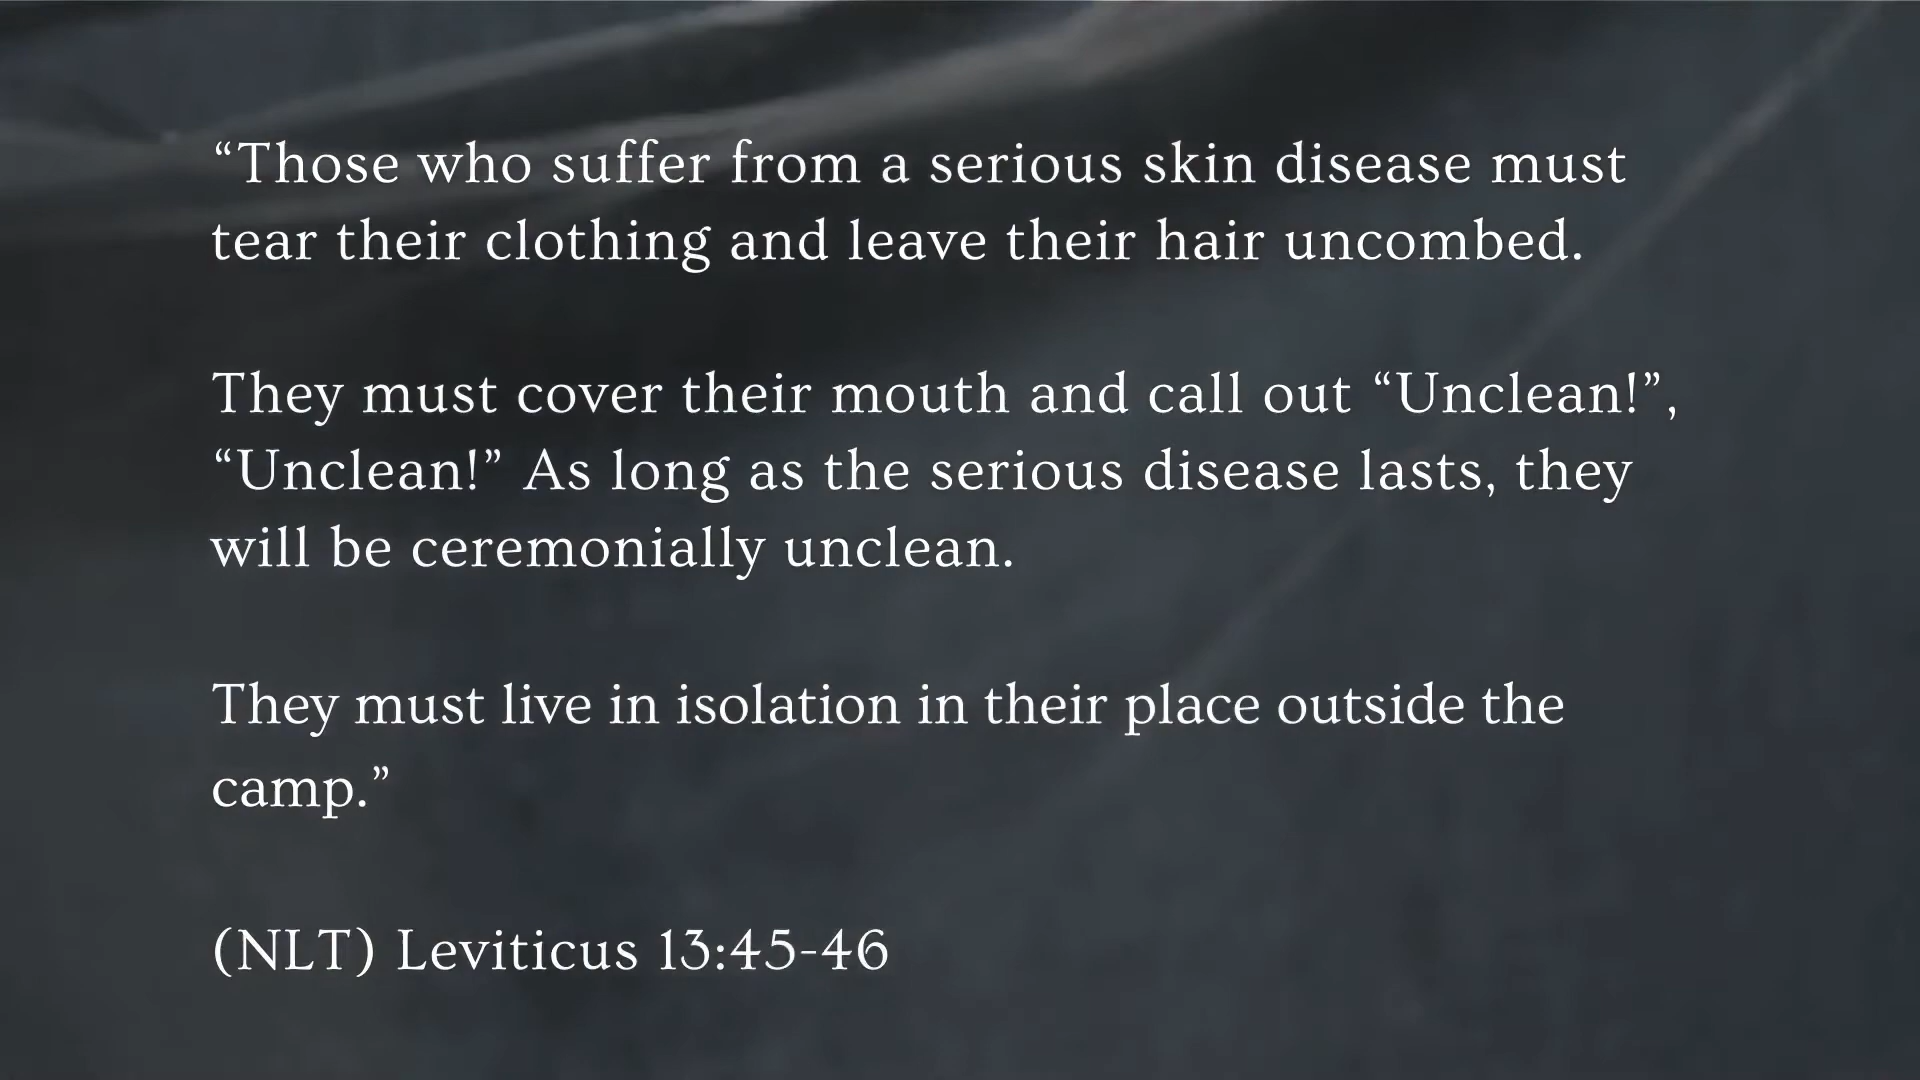 “Those who suffer from a serious skin disease must
tear their clothing and leave their hair uncombed.
They must cover their mouth and call out “Unclean!”,
“Unclean!” As long as the serious disease lasts, they
will be ceremonially unclean.
They must live in isolation in their place outside the
camp.”
(NLT) Leviticus 13:45-46